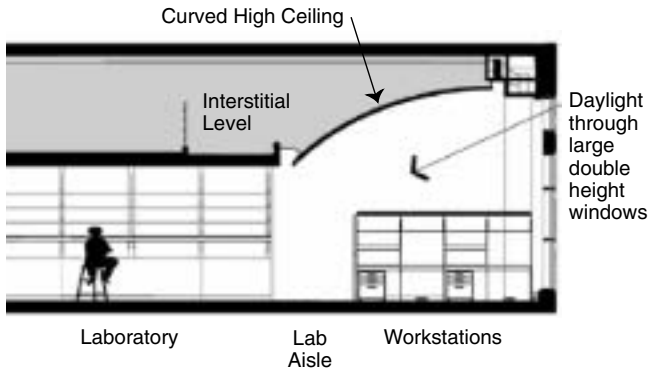 Curved High Ceiling
Interstitial
Level
Daylight
through
large
double
height
windows
Laboratory
Lab
Aisle
Workstations